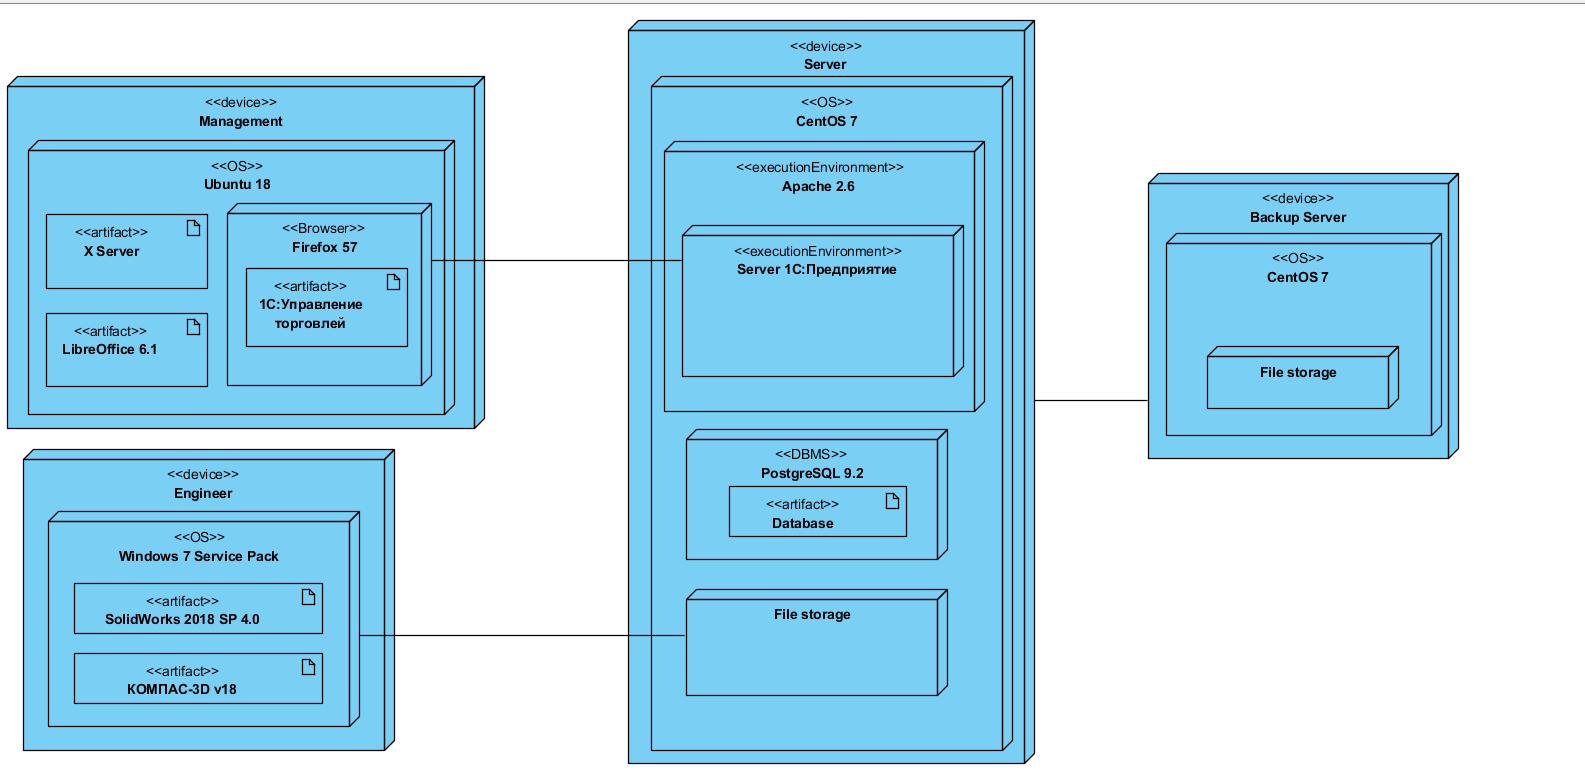 <<device>>
Management
<<OS>>
Ubuntu 18
<<artifact>>
X Server
<<artifact>>
LibreOffice 6.1
<<Browser>>
Firefox 57
<<artifact>>
1С:Управление
торговлей
<<device>>
Engineer
<<OS>>
Windows 7 Service Pack
<<artifact>>
SolidWorks 2018 SP 4.0
<<artifact>>
КОМПАС-3D v18
<<device>>
Server
<<OS>>
CentOS 7
<<executionEnvironment>>
Apache 2.6
<<executionEnvironment>>
Server 1С:Предприятие
<<DBMS>>
PostgreSQL 9.2
<<artifact>>
Database
File storage
<<device>>
Backup Server
<<OS>>
CentOS 7
File storage